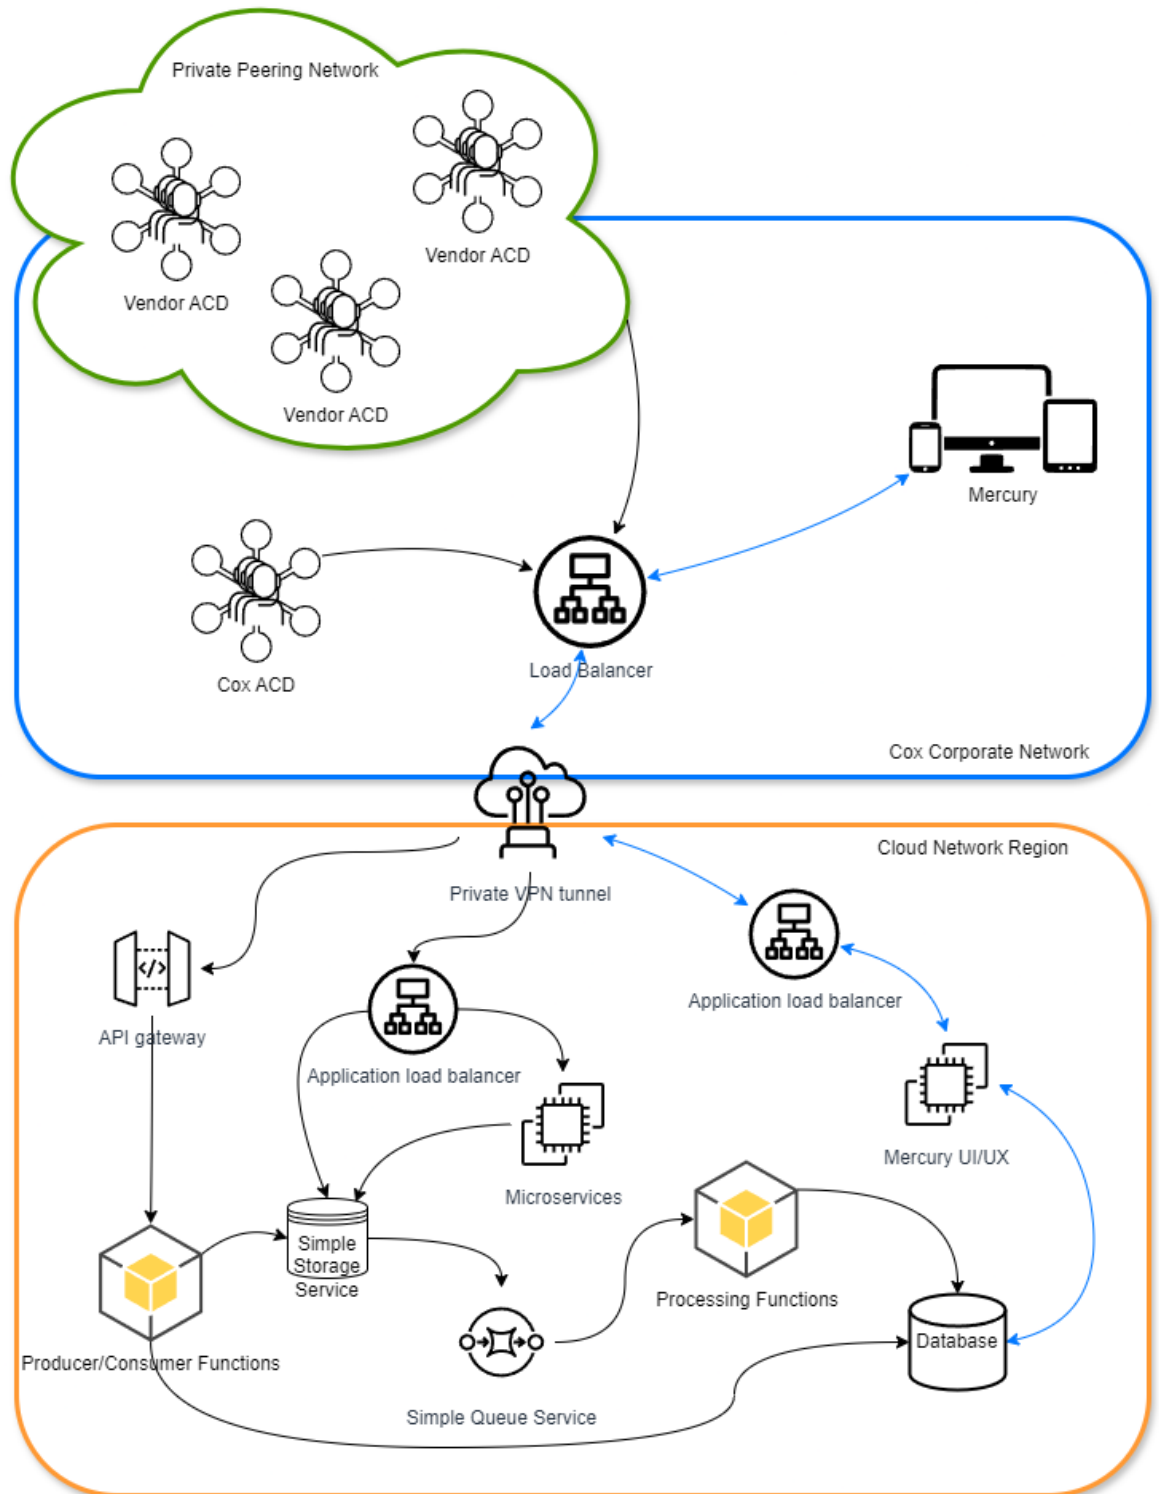 Private Peering Network
Vendor ACD
Vendor ACD
Vendor ACD
Mercury
Cox ACD
Load Balancer
Cox Corporate Network
Cloud Network Region
Private VPN tunnel
Application load balancer
API gateway
Application load balancer
Mercury UI/UX
Microservices
Simple
Storage
Service
Processing Functions
Database
Producer/Consumer Functions
Simple Queue Service